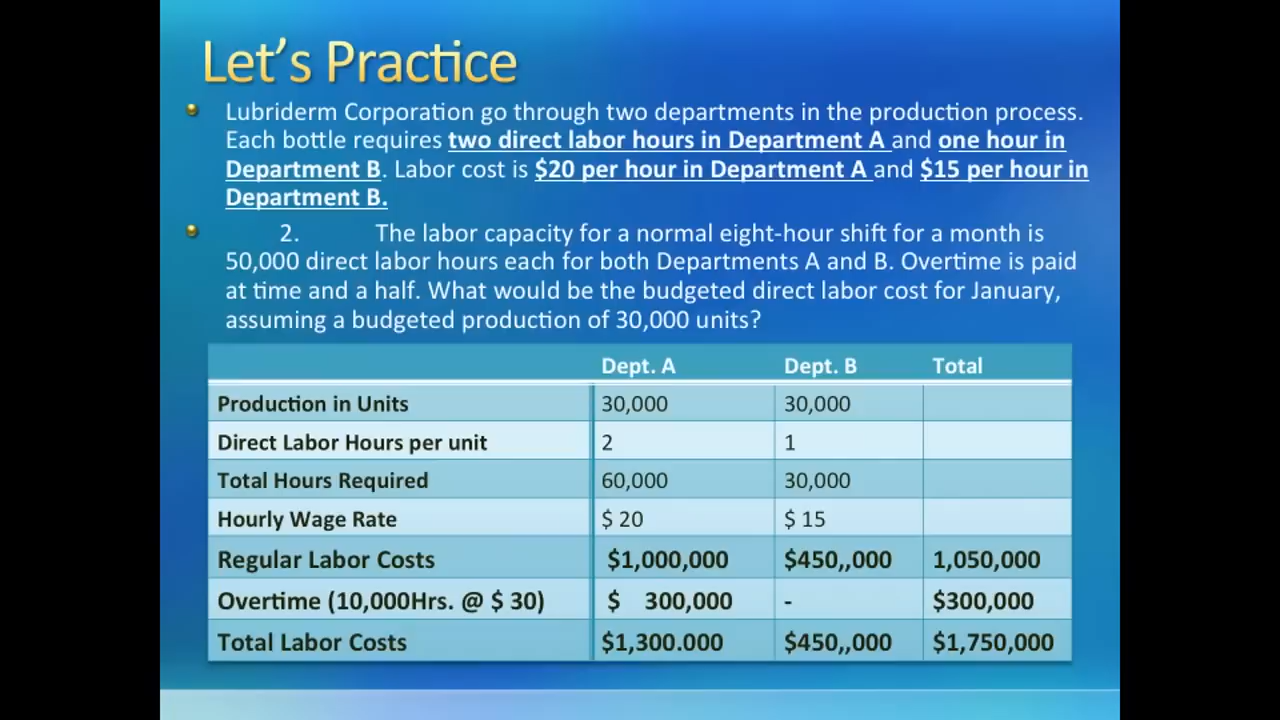 Let's Practice
Lubriderm Corporation go through two departments in the production process.
Each bottle requires two direct labor hours in Department A and one hour in
Department B. Labor cost is $20 per hour in Department A and $15 per hour in
Department B.
2. The labor capacity for a normal eight-hour shift for a month is
50,000 direct labor hours each for both Departments A and B. Overtime is paid
at time and a half. What would be the budgeted direct labor cost for January,
assuming a budgeted production of 30,000 units?
Dept. A Dept. B Total
Production in Units 30,000 30,000
Direct Labor Hours per unit 2 1
Total Hours Required 60,000 30,000
Hourly Wage Rate $ 20 $ 15
Regular Labor Costs $1,000,000 $450,,000 1,050,000
Overtime (10,000Hrs. @ $ 30) $ 300,000 - $300,000
Total Labor Costs $1,300.000 $450,,000 $1,750,000